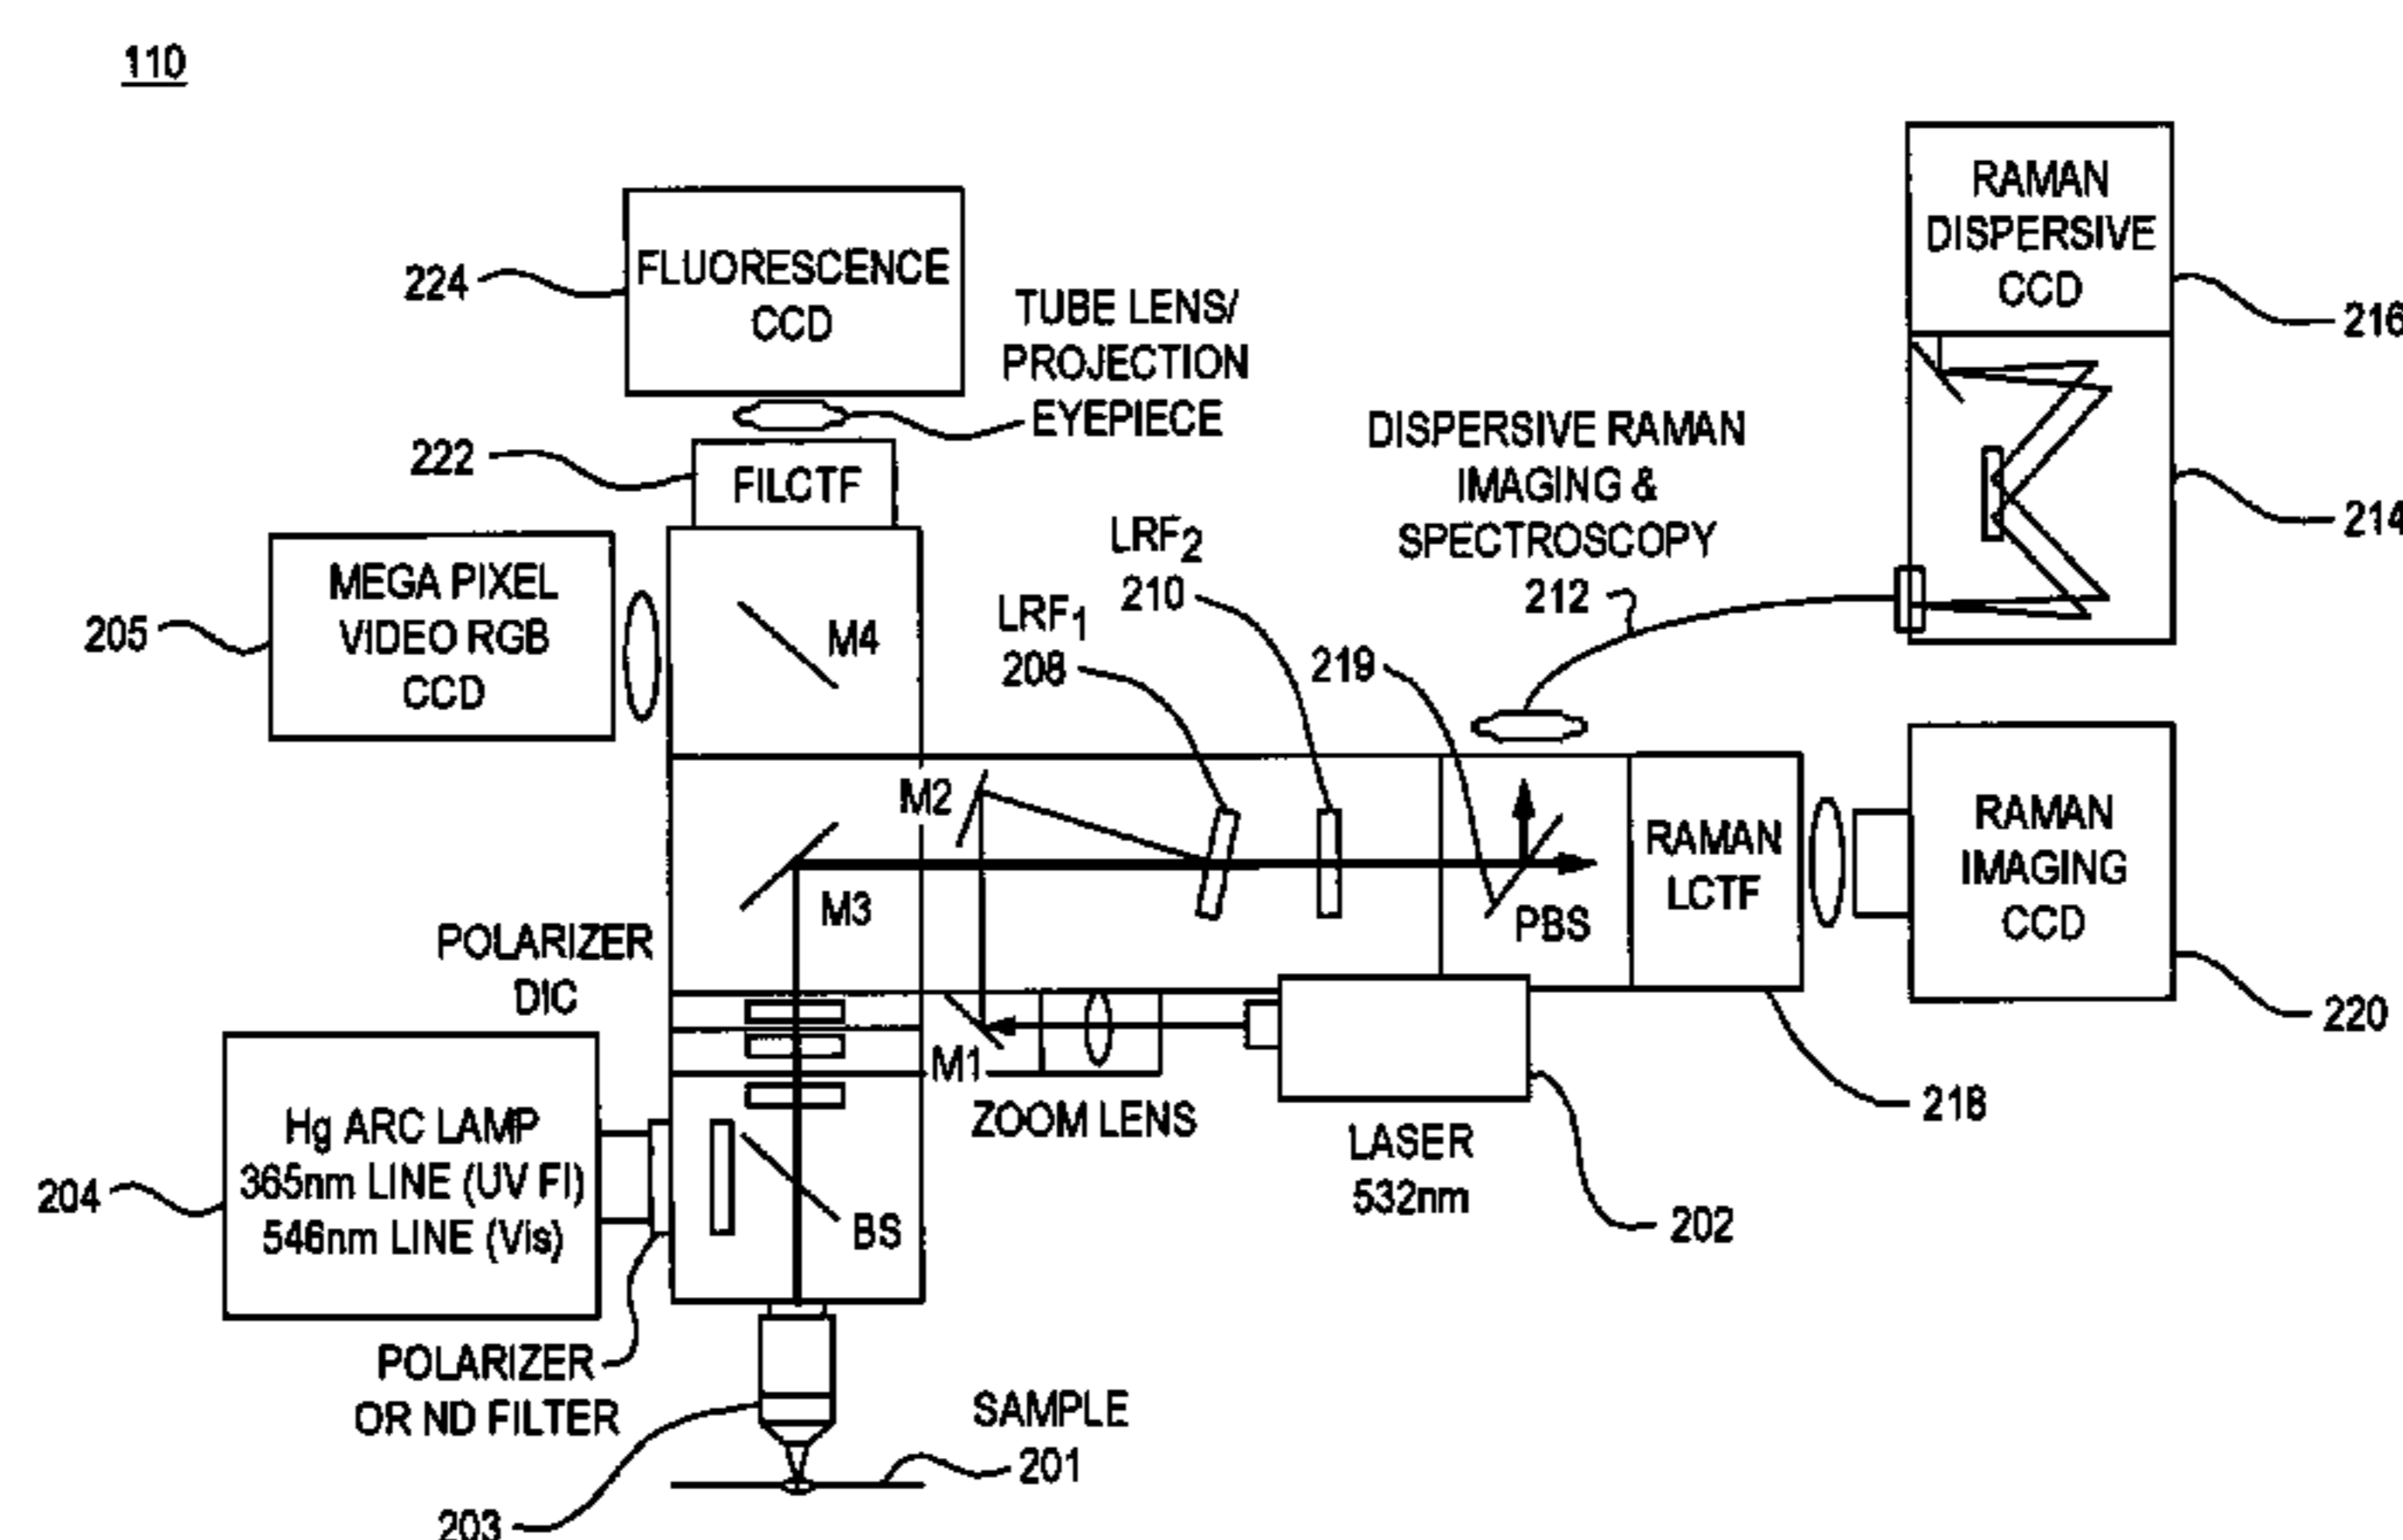 110
RAMAN
DISPERSIVE
CCD
216
214
FLUORESCENCE
CCD
224
TUBE LENS/
PROJECTION
EYEPIECE
222
FILCTF
DISPERSIVE RAMAN
IMAGING &
SPECTROSCOPY
212
LRF2
210
LRF1
208
219
MEGA PIXEL
VIDEO RGB
CCD
205
M4
M2
M3
RAMAN
LCTF
PBS
RAMAN
IMAGING
CCD
220
218
POLARIZER
DIC
M1
ZOOM LENS
LASER
532nm
202
Hg ARC LAMP
365nm LINE (UV FI)
546nm LINE (Vis)
204
BS
POLARIZER
OR ND FILTER
SAMPLE
201
203